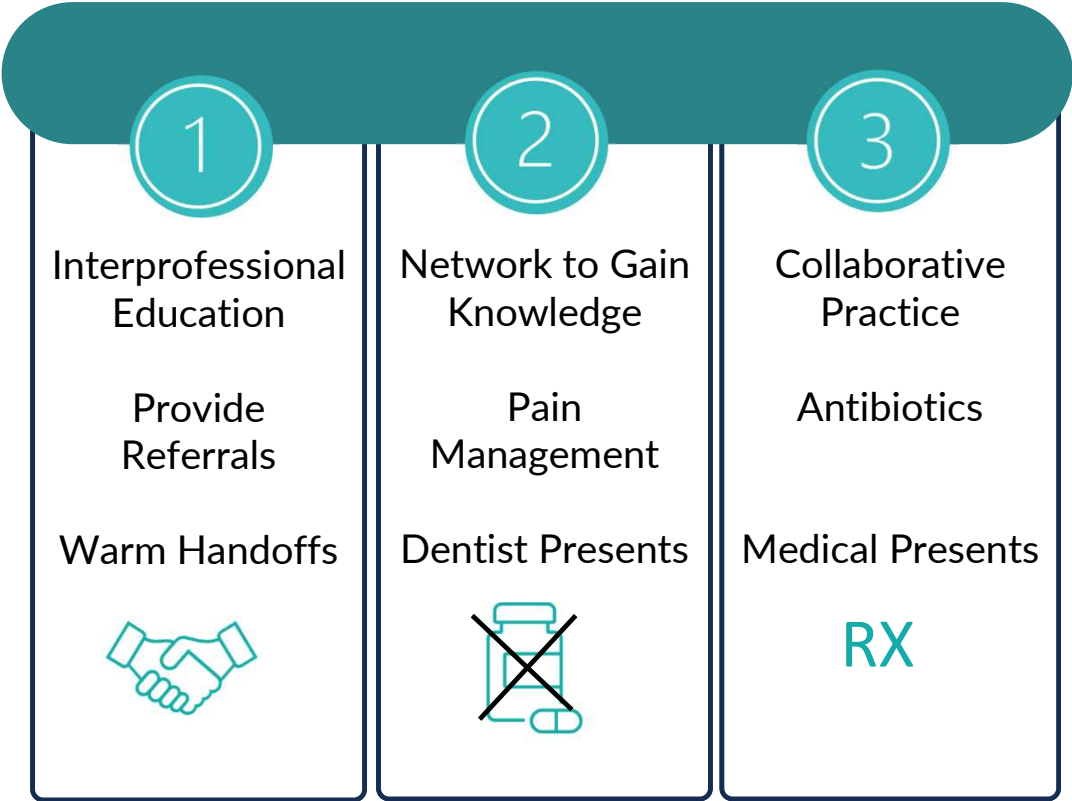 1
Interprofessional
Education
Provide
Referrals
Warm Handoffs
2
Network to Gain
Knowledge
Pain
Management
Dentist Presents
3
Collaborative
Practice
Antibiotics
Medical Presents
RX